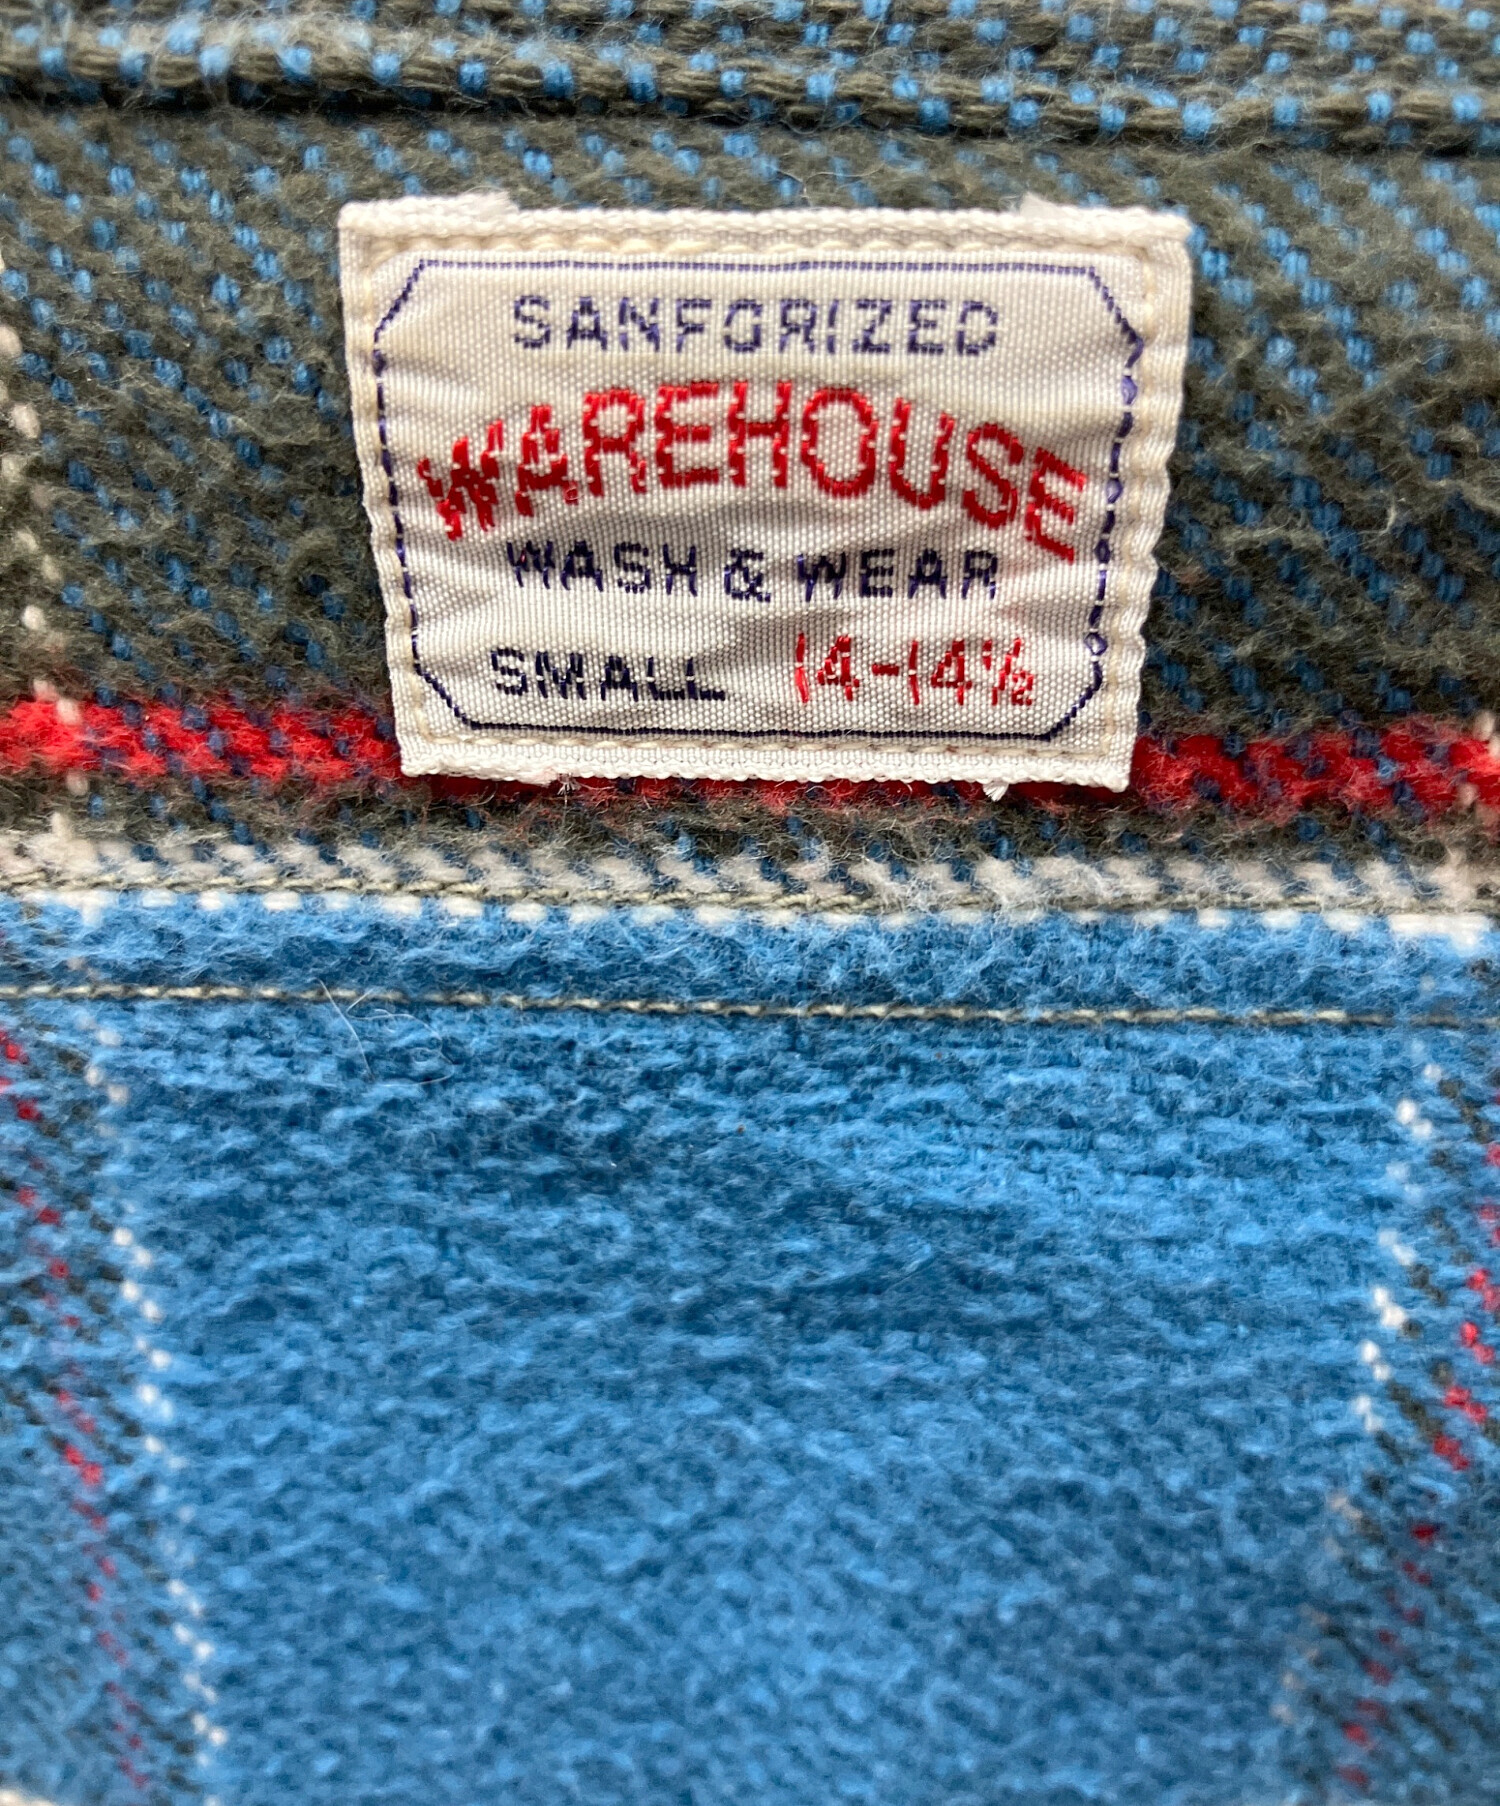 SANFORIZED
WAREHOUSE
WASH & WEAR
SMALL 14-14½